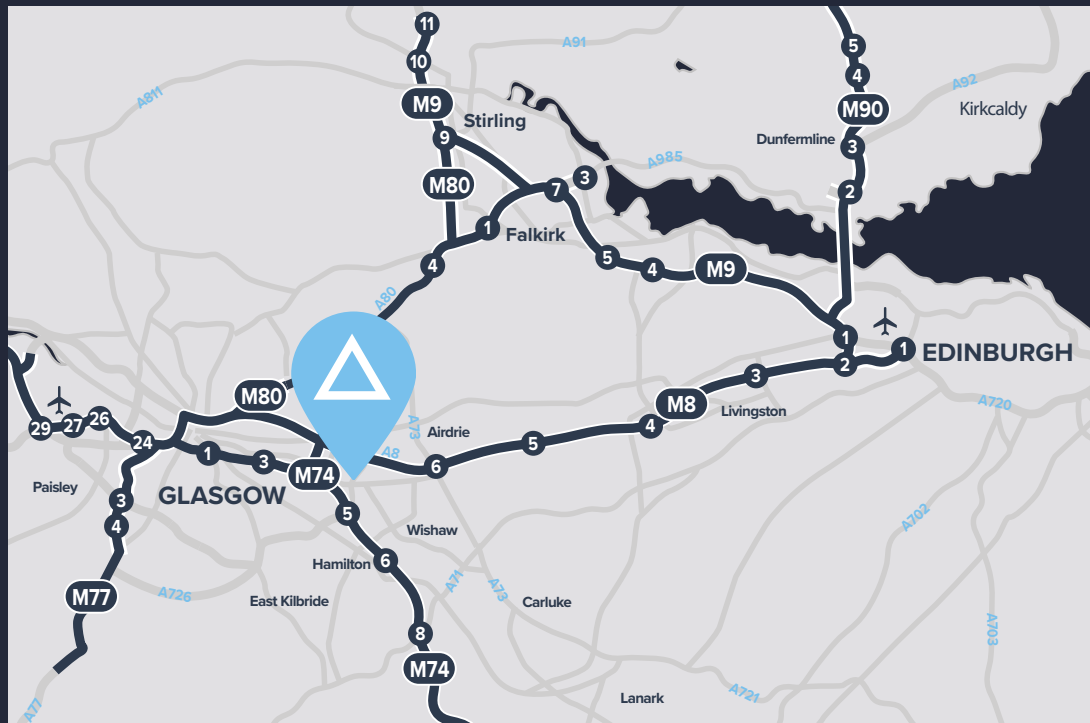 11
A91
5
10
4
A92
A811
M9
M90
Kirkcaldy
Stirling
9
Dunfermline
3
A985
M80
7
3
2
1
Falkirk
4
5
4
M9
A80
1
1
EDINBURGH
2
3
M80
M8
A720
Livingston
29
27
26
24
A73
Airdrie
4
5
1
3
A8
6
M74
Paisley
GLASGOW
3
5
A702
4
Wishaw
Hamilton
6
A71
A73
M77
A726
East Kilbride
Carluke
8
A703
M74
A77
Lanark
A721